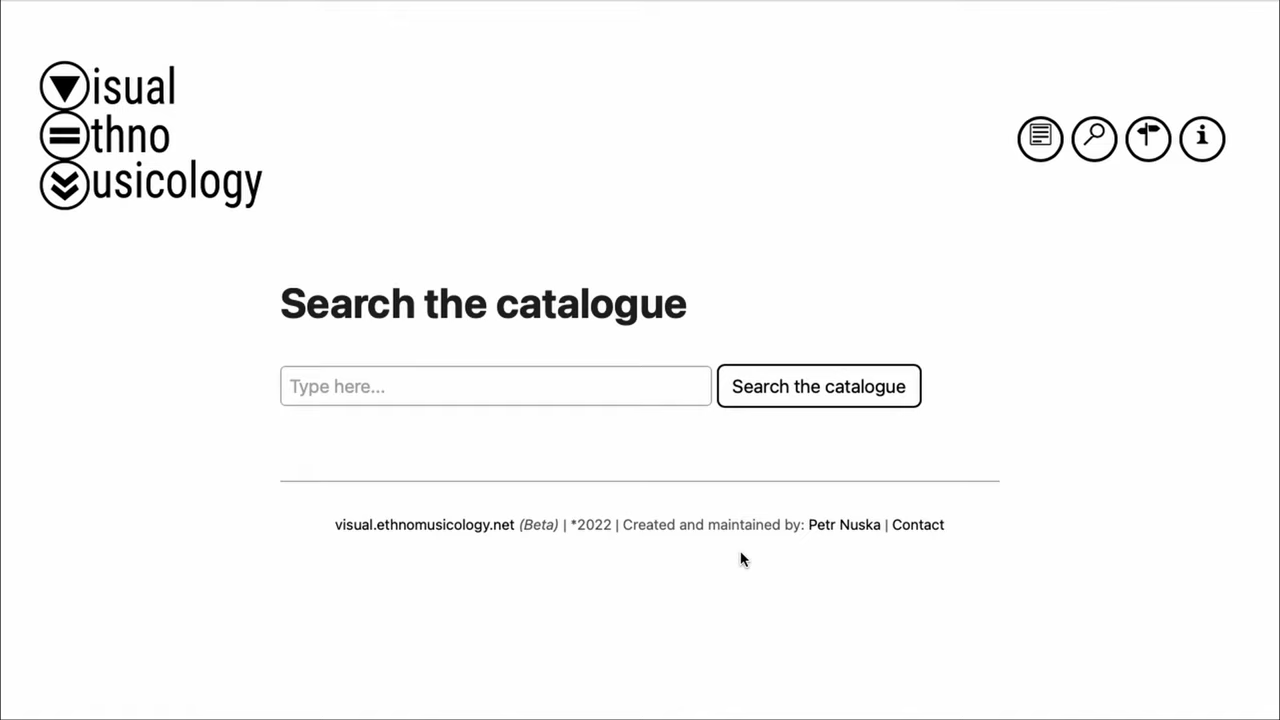 isual
thno
usicology
Search the catalogue
Type here...
Search the catalogue
visual.ethnomusicology.net (Beta) | *2022 | Created and maintained by: Petr Nuska | Contact